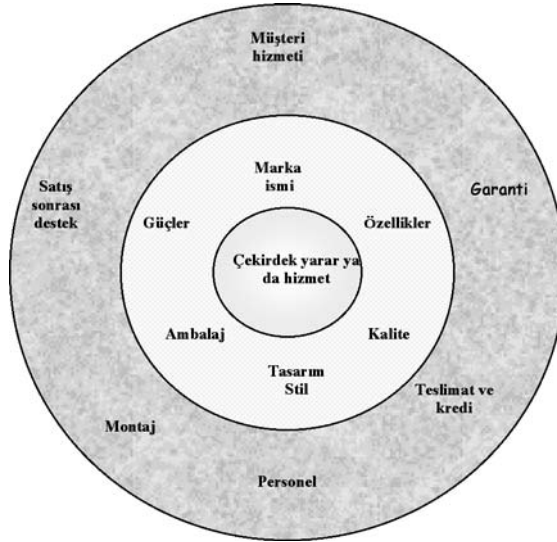 Müşteri
hizmeti
Satış
sonrası
destek
Garanti
Marka
ismi
Güçler
Özellikler
Çekirdek yarar ya
da hizmet
Ambalaj
Kalite
Tasarım
Stil
Teslimat ve
kredi
Montaj
Personel